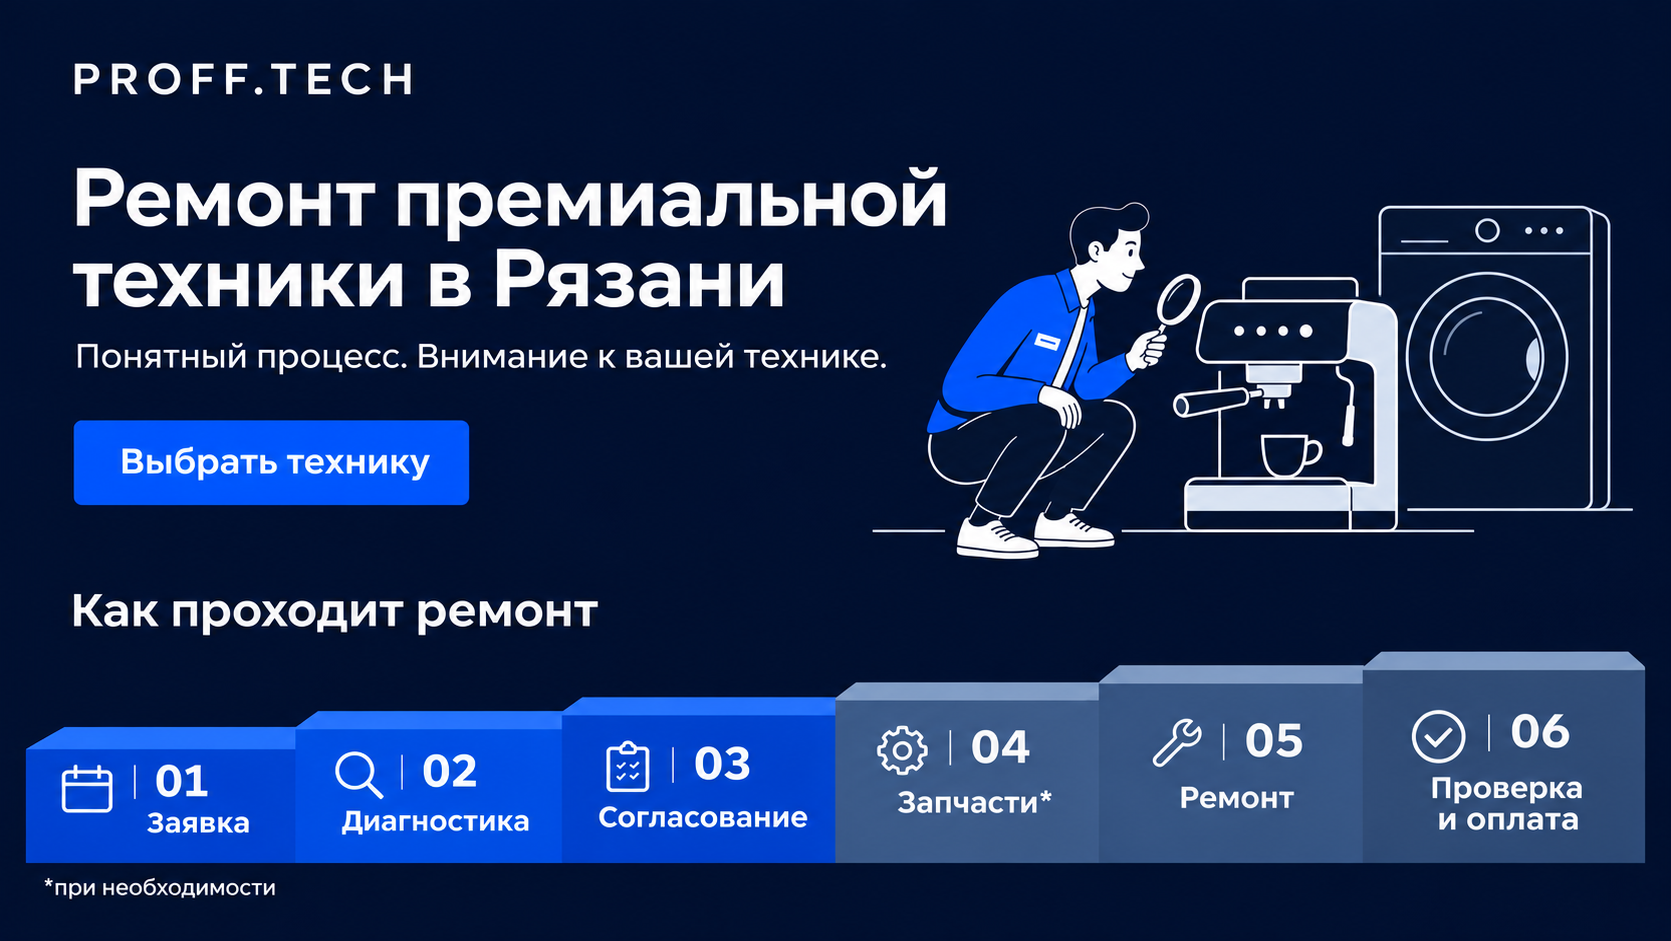 PROFF.TECH
Ремонт премиальной
техники в Рязани
Понятный процесс. Внимание к вашей технике.
Выбрать технику
Как проходит ремонт
01
Заявка
02
Диагностика
03
Согласование
04
Запчасти*
05
Ремонт
06
Проверка
и оплата
*при необходимости